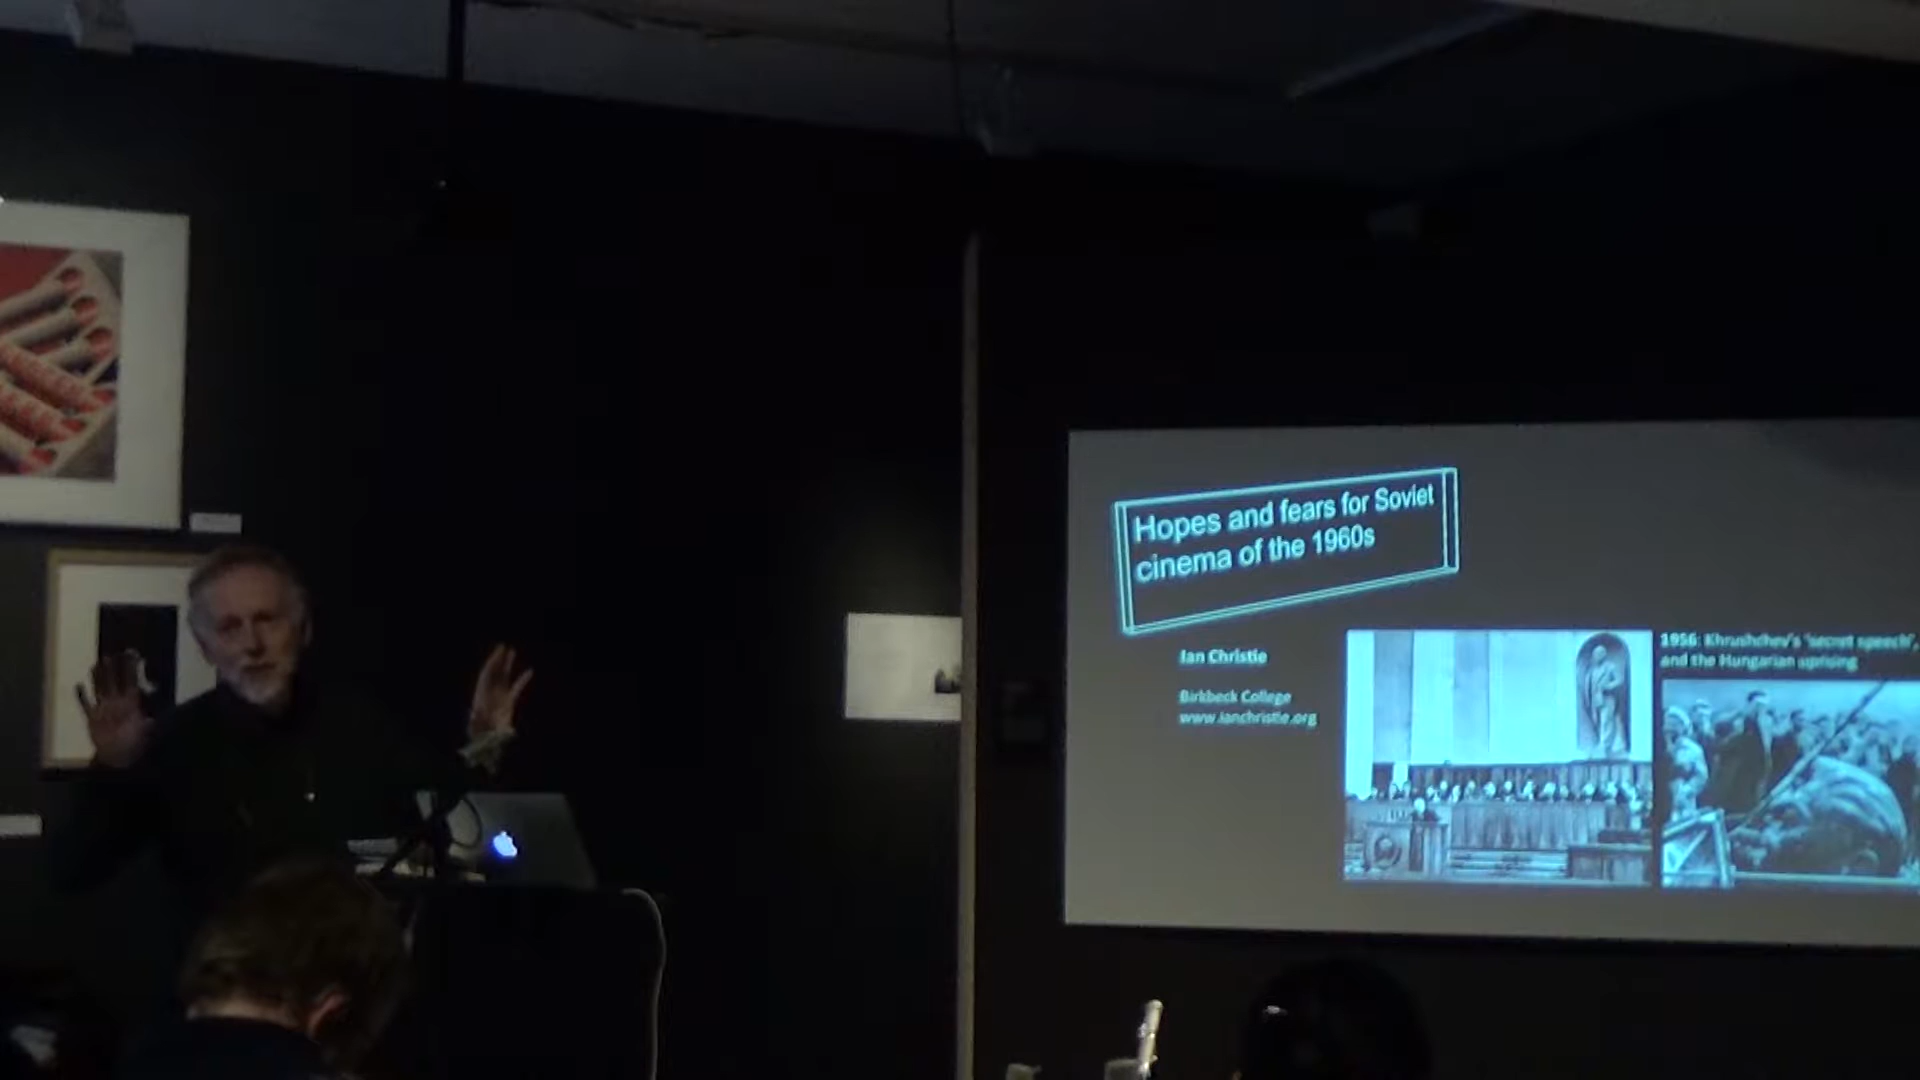 Hopes and fears for Soviet
cinema of the 1960s
Ian Christie
Birkbeck College
www.ianchristie.org
1956: Khrushchev's 'secret speech',
and the Hungarian uprising